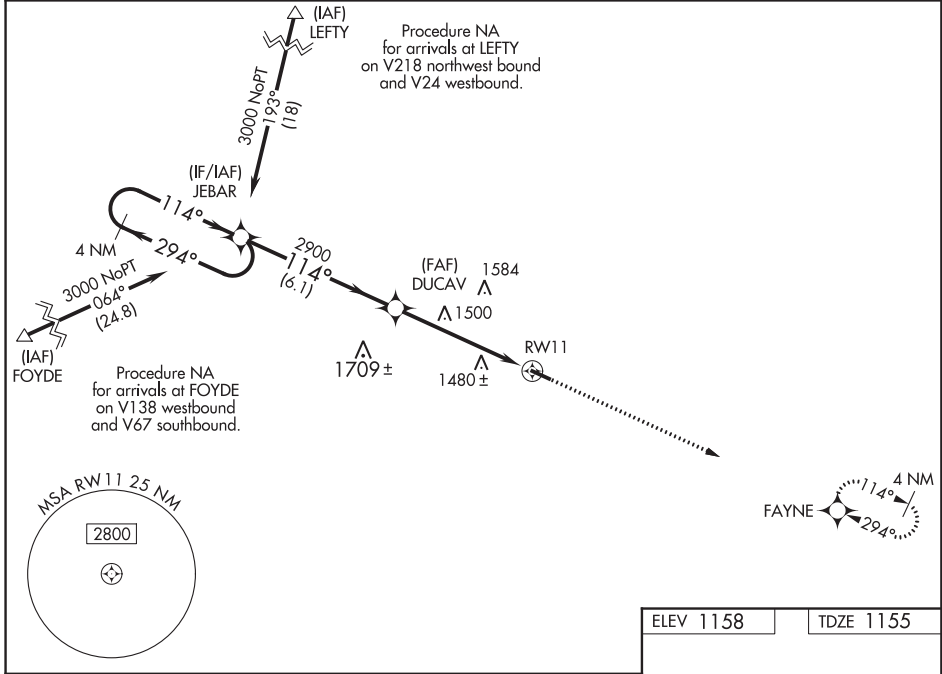 (IAF)
LEFTY
Procedure NA
for arrivals at LEFTY
on V218 northwest bound
and V24 westbound.
3000 NoPT
193°
(18)
(IF/IAF)
JEBAR
114°
4 NM
294°
2900
114°
(6.1)
(FAF)
DUCAV
1584
1500
3000 NoPT
064°
(24.8)
(IAF)
FOYDE
1709 ±
1480 ±
RW11
Procedure NA
for arrivals at FOYDE
on V138 westbound
and V67 southbound.
MSA RW11 25 NM
2800
FAYNE
114°
4 NM
294°
ELEV 1158
TDZE 1155